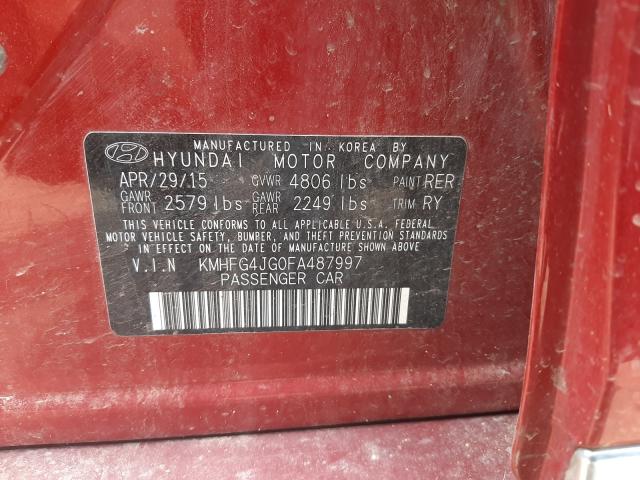 MANUFACTURED IN KOREA BY
HYUNDAI MOTOR COMPANY
APR/29/15 GVWR 4806 lbs PAINT RER
GAWR FRONT 2579 lbs GAWR REAR 2249 lbs TRIM RY
THIS VEHICLE CONFORMS TO ALL APPLICABLE U.S.A. FEDERAL
MOTOR VEHICLE SAFETY, BUMPER, AND THEFT PREVENTION STANDARDS
IN EFFECT ON THE DATE OF MANUFACTURE SHOWN ABOVE.
V.I.N KMHFG4JG0FA487997
PASSENGER CAR